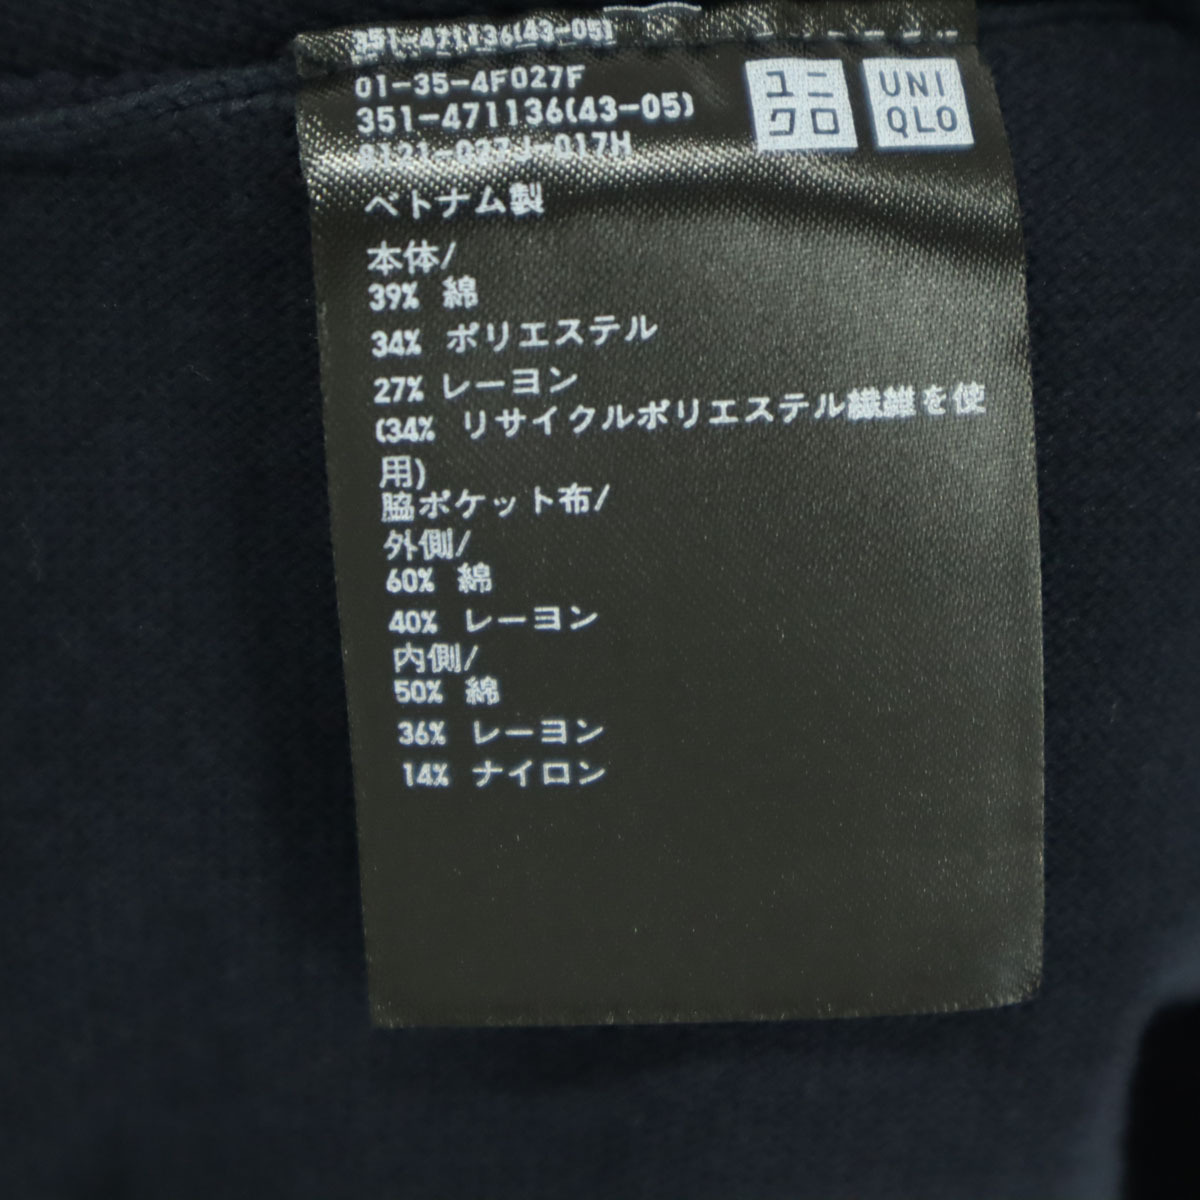 351-471136(43-05)
01-35-4F027F
351-471136(43-05)
ユニ
クロ
UNI
QLO
ベトナム製
本体/
39% 綿
34% ポリエステル
27% レーヨン
(34% リサイクルポリエステル繊維を使
用)
脇ポケット布/
外側/
60% 綿
40% レーヨン
内側/
50% 綿
36% レーヨン
14% ナイロン